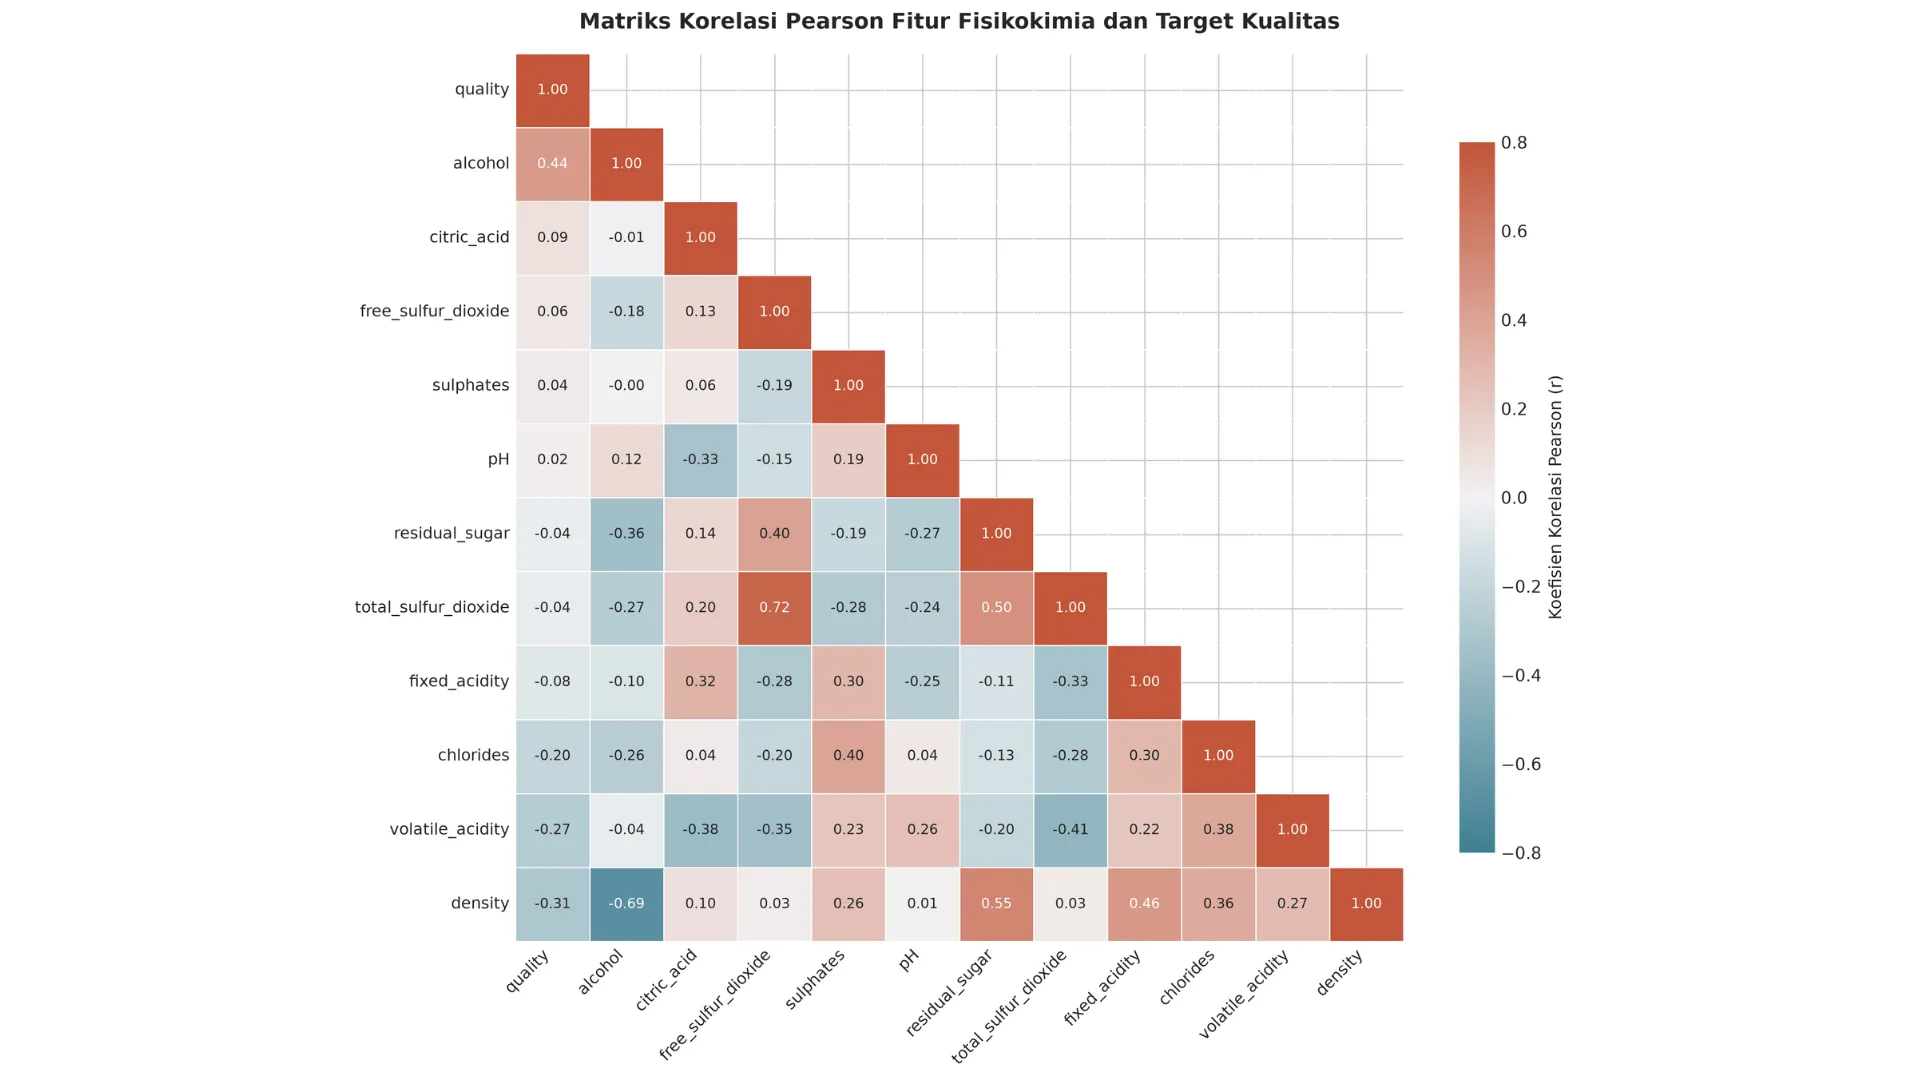 Matriks Korelasi Pearson Fitur Fisikokimia dan Target Kualitas
quality 1.00
alcohol 0.44 1.00
citric_acid 0.09 -0.01 1.00
free_sulfur_dioxide 0.06 -0.18 0.13 1.00
sulphates 0.04 -0.00 0.06 -0.19 1.00
pH 0.02 0.12 -0.33 -0.15 0.19 1.00
residual_sugar -0.04 -0.36 0.14 0.40 -0.19 -0.27 1.00
total_sulfur_dioxide -0.04 -0.27 0.20 0.72 -0.28 -0.24 0.50 1.00
fixed_acidity -0.08 -0.10 0.32 -0.28 0.30 -0.25 -0.11 -0.33 1.00
chlorides -0.20 -0.26 0.04 -0.20 0.40 0.04 -0.13 -0.28 0.30 1.00
volatile_acidity -0.27 -0.04 -0.38 -0.35 0.23 0.26 -0.20 -0.41 0.22 0.38 1.00
density -0.31 -0.69 0.10 0.03 0.26 0.01 0.55 0.03 0.46 0.36 0.27 1.00
quality
alcohol
citric_acid
free_sulfur_dioxide
sulphates
pH
residual_sugar
total_sulfur_dioxide
fixed_acidity
chlorides
volatile_acidity
density
0.8
0.6
0.4
0.2
0.0
−0.2
−0.4
−0.6
−0.8
Koefisien Korelasi Pearson (r)